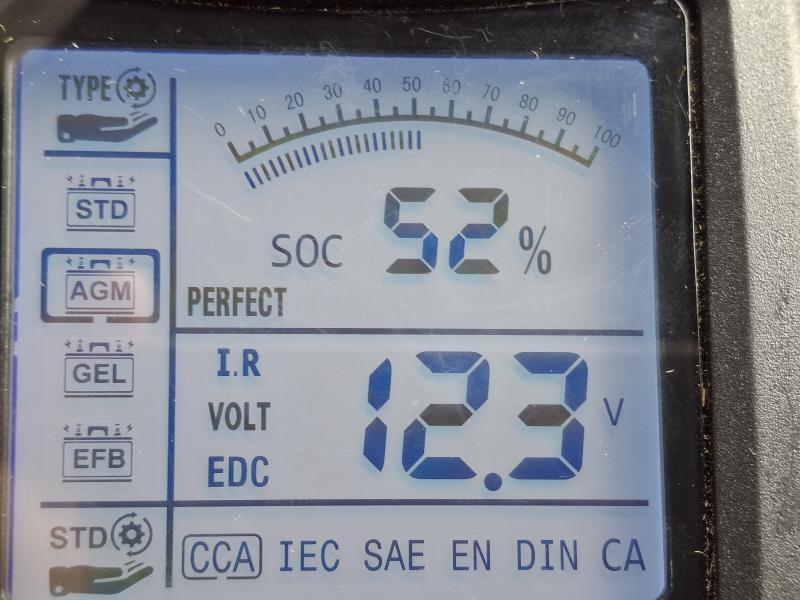 TYPE
0 10 20 30 40 50 60 70 80 90 100
STD
SOC 52 %
AGM
PERFECT
I.R
GEL
VOLT 12.3 V
EFB
EDC
STD
CCA IEC SAE EN DIN CA